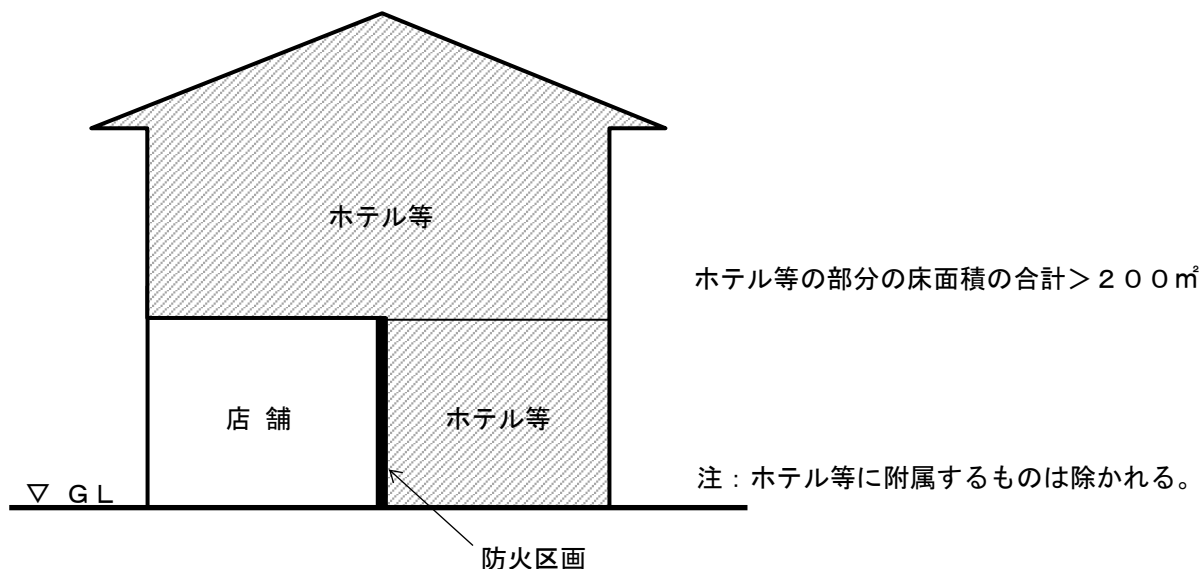 ホテル等
ホテル等の部分の床面積の合計>200㎡
店 舗
ホテル等
注：ホテル等に附属するものは除かれる。
▽ GL
防火区画